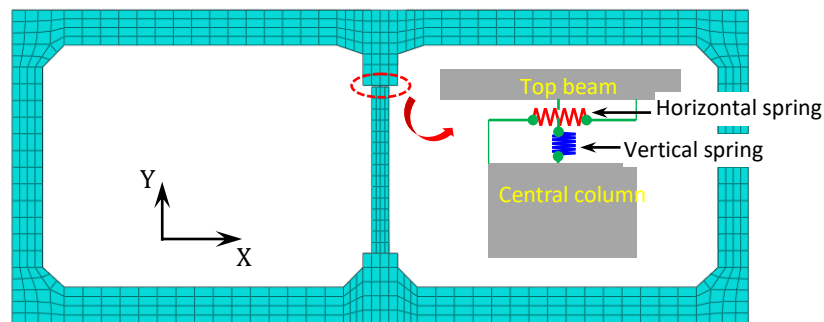 Top beam
Horizontal spring
Vertical spring
Central column
Y
X